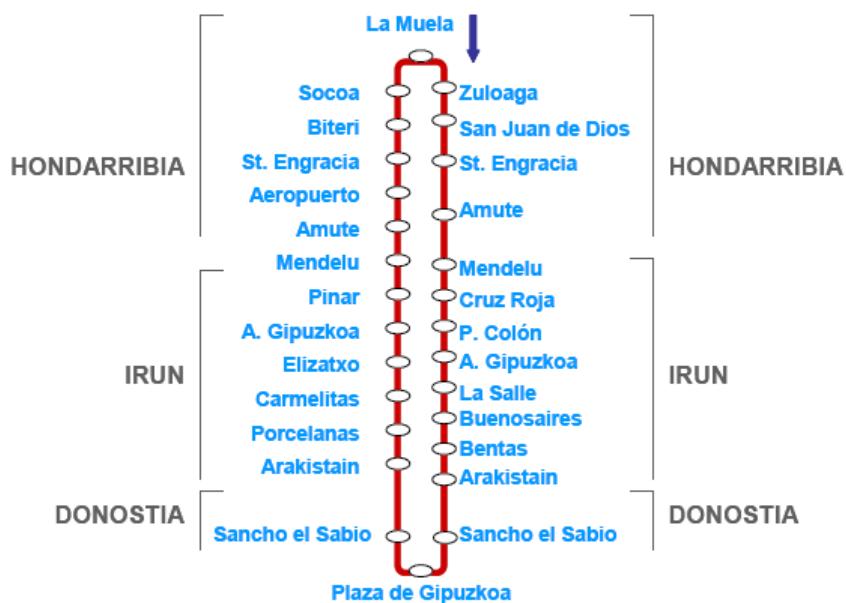 La Muela
Socoa
Zuloaga
Biteri
San Juan de Dios
HONDARRIBIA
St. Engracia
St. Engracia
HONDARRIBIA
Aeropuerto
Amute
Amute
Mendelu
Mendelu
Pinar
Cruz Roja
A. Gipuzkoa
P. Colón
Elizatxo
A. Gipuzkoa
IRUN
IRUN
Carmelitas
La Salle
Buenosaires
Porcelanas
Bentas
Arakistain
Arakistain
DONOSTIA
DONOSTIA
Sancho el Sabio
Sancho el Sabio
Plaza de Gipuzkoa